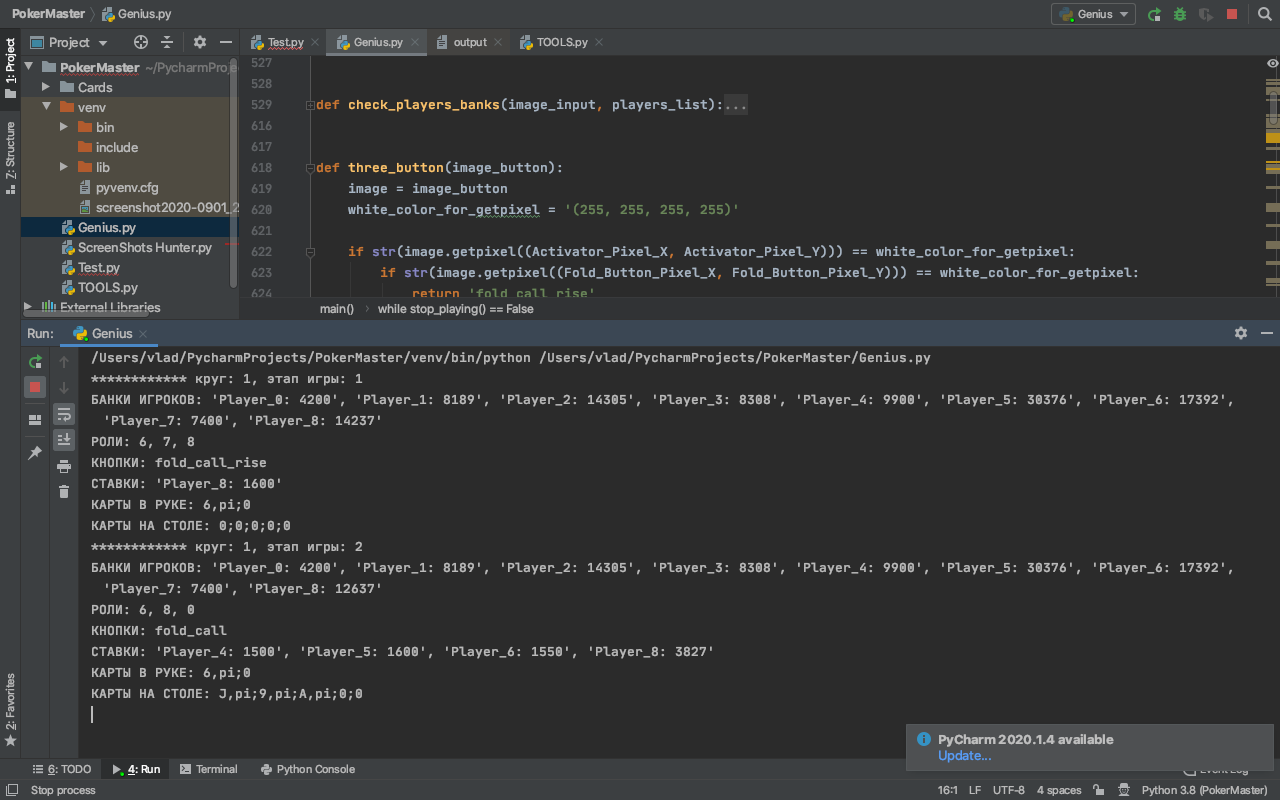 PokerMaster Genius.py Genius
Project Test.py Genius.py output TOOLS.py
1: Project
PokerMaster ~/PycharmProje
Cards
venv
bin
include
lib
pyvenv.cfg
screenshot2020-0901_2
Genius.py
ScreenShots Hunter.py
Test.py
TOOLS.py
External Libraries
Z: Structure
2: Favorites
527
528
529 def check_players_banks(image_input, players_list):...
616
617
618 def three_button(image_button):
619 image = image_button
620 white_color_for_getpixel = '(255, 255, 255, 255)'
621
622 if str(image.getpixel((Activator_Pixel_X, Activator_Pixel_Y))) == white_color_for_getpixel:
623 if str(image.getpixel((Fold_Button_Pixel_X, Fold_Button_Pixel_Y))) == white_color_for_getpixel:
624 return 'fold_call_rise'
main() while stop_playing() == False
Run: Genius
/Users/vlad/PycharmProjects/PokerMaster/venv/bin/python /Users/vlad/PycharmProjects/PokerMaster/Genius.py
************ круг: 1, этап игры: 1
БАНКИ ИГРОКОВ: 'Player_0: 4200', 'Player_1: 8189', 'Player_2: 14305', 'Player_3: 8308', 'Player_4: 9900', 'Player_5: 30376', 'Player_6: 17392',
'Player_7: 7400', 'Player_8: 14237'
РОЛИ: 6, 7, 8
КНОПКИ: fold_call_rise
СТАВКИ: 'Player_8: 1600'
КАРТЫ В РУКЕ: 6,pi;0
КАРТЫ НА СТОЛЕ: 0;0;0;0;0
************ круг: 1, этап игры: 2
БАНКИ ИГРОКОВ: 'Player_0: 4200', 'Player_1: 8189', 'Player_2: 14305', 'Player_3: 8308', 'Player_4: 9900', 'Player_5: 30376', 'Player_6: 17392',
'Player_7: 7400', 'Player_8: 12637'
РОЛИ: 6, 8, 0
КНОПКИ: fold_call
СТАВКИ: 'Player_4: 1500', 'Player_5: 1600', 'Player_6: 1550', 'Player_8: 3827'
КАРТЫ В РУКЕ: 6,pi;0
КАРТЫ НА СТОЛЕ: J,pi;9,pi;A,pi;0;0
PyCharm 2020.1.4 available
Update...
6: TODO 4: Run Terminal Python Console Event Log
Stop process 16:1 LF UTF-8 4 spaces Python 3.8 (PokerMaster)